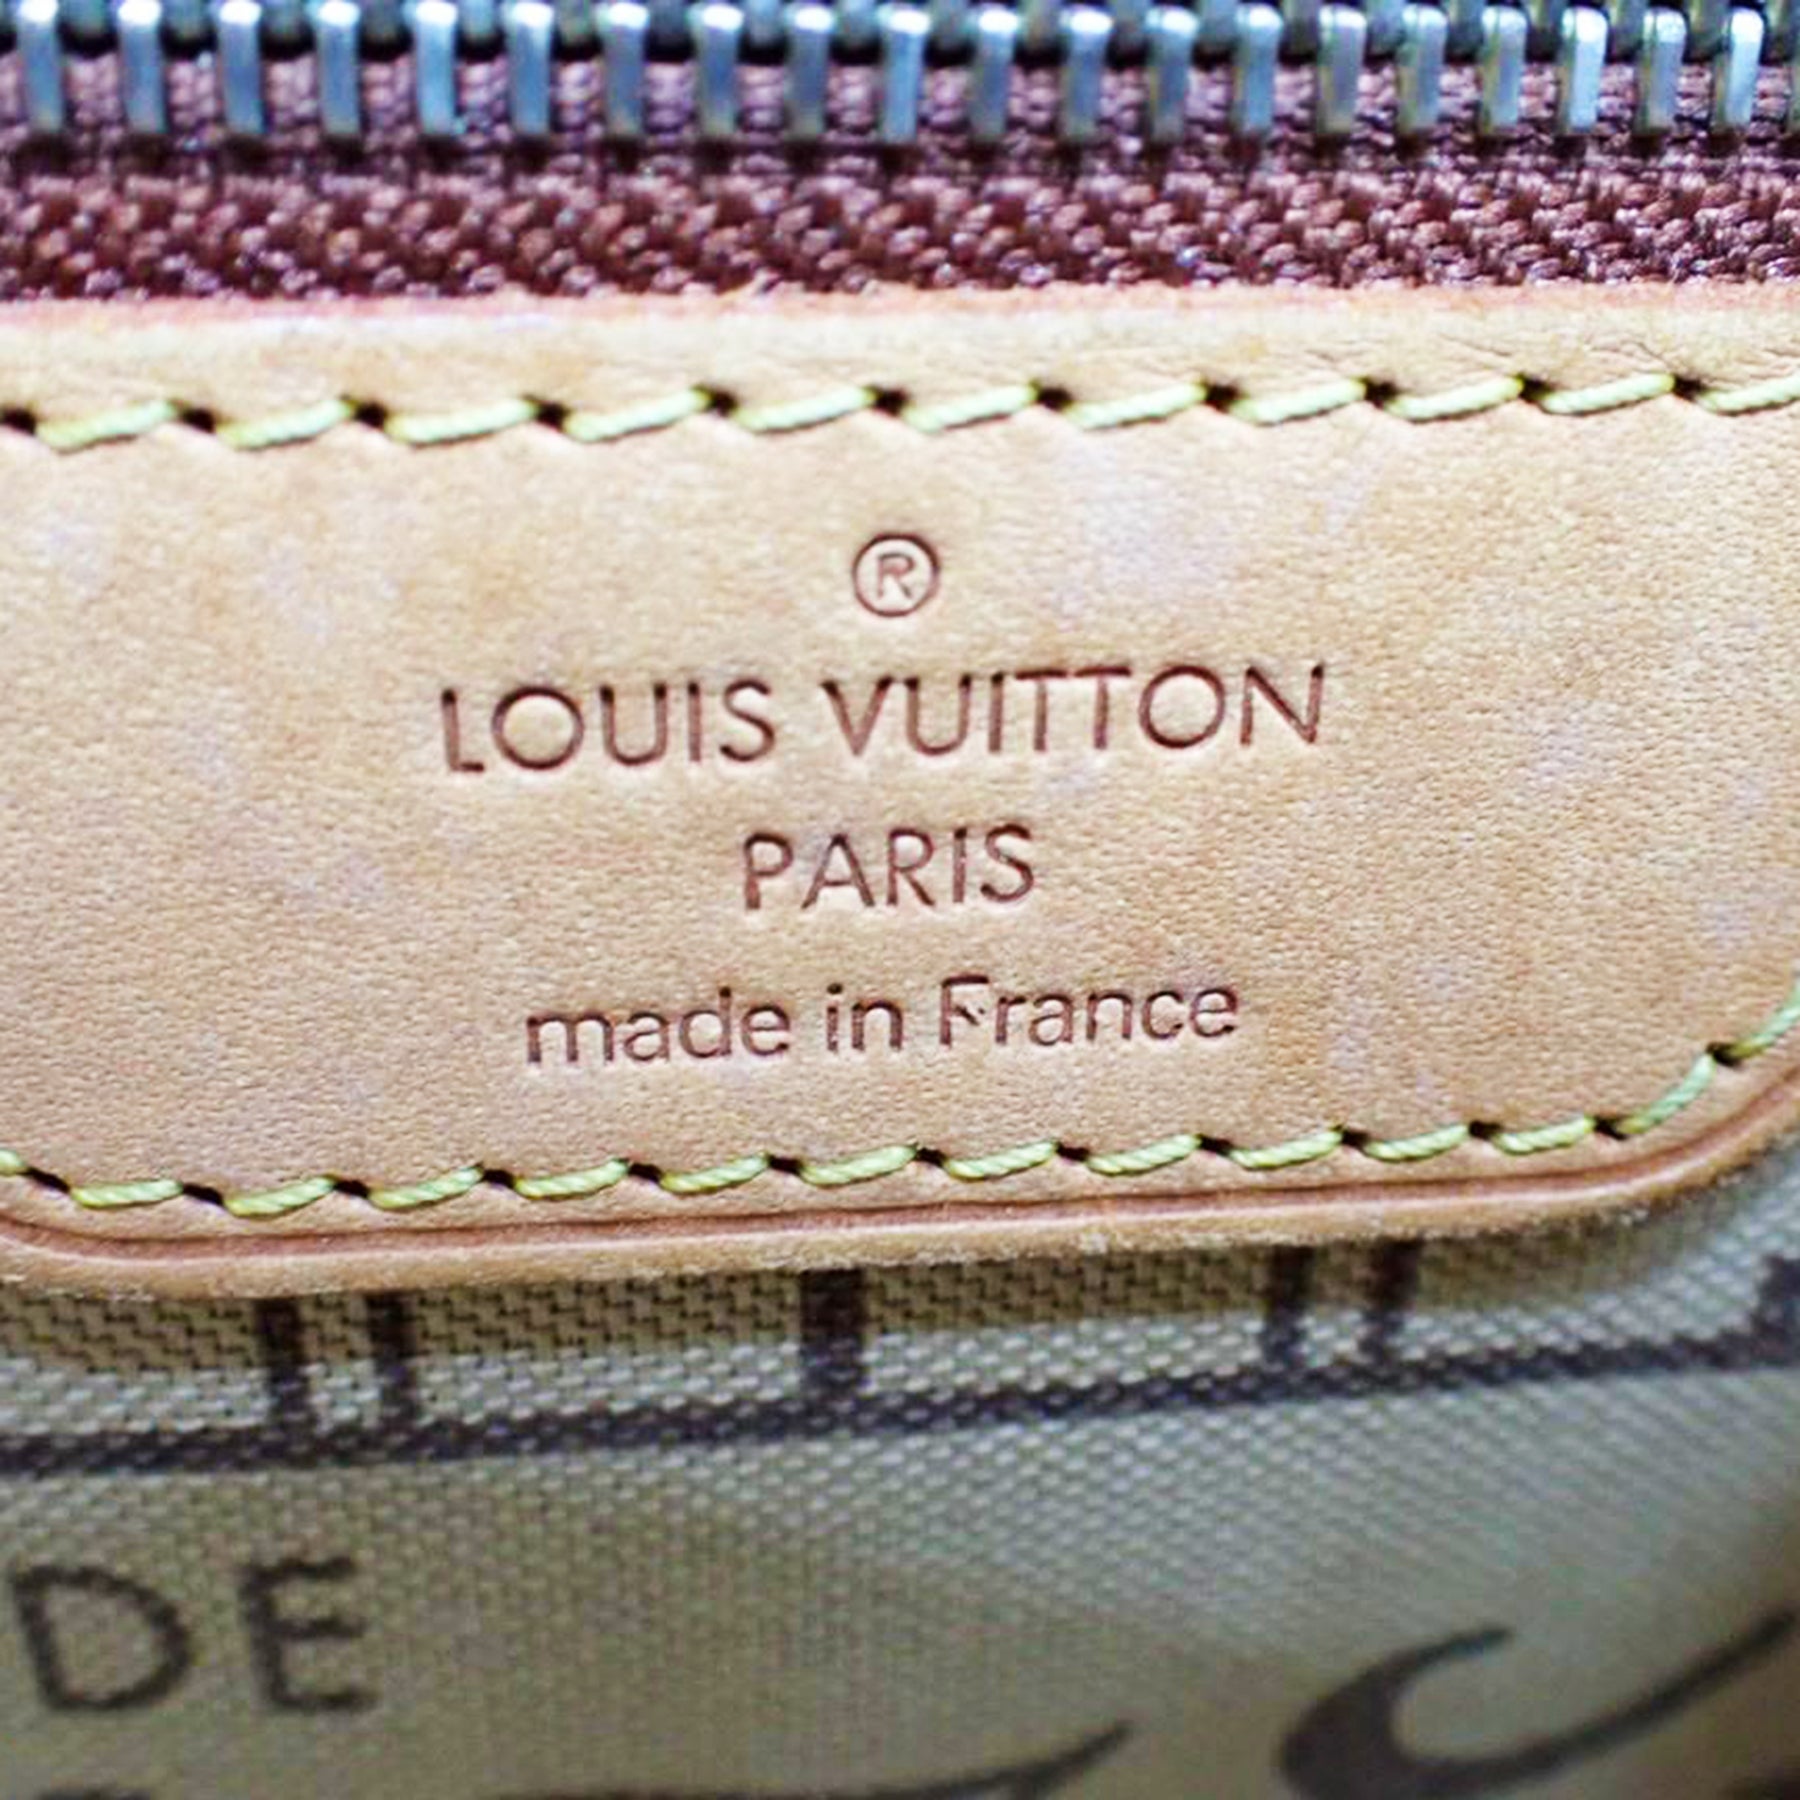 ®
LOUIS VUITTON
PARIS
made in France
DE